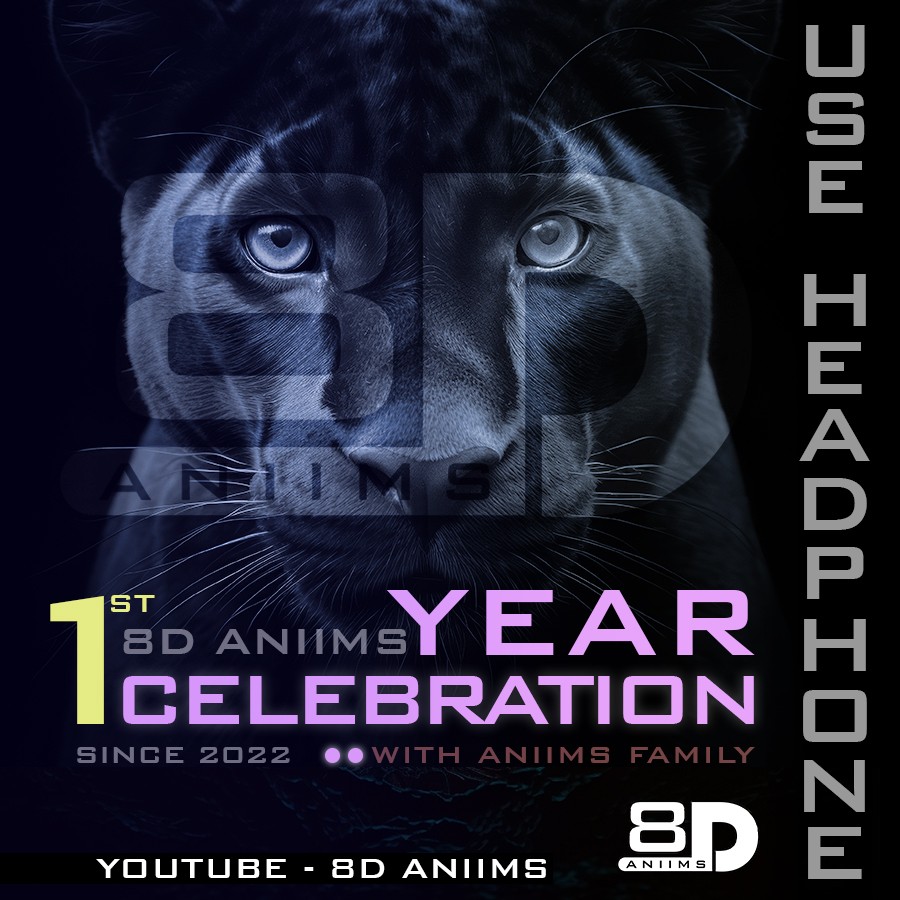 8D
ANIIMS
1ST
8D ANIIMS YEAR
CELEBRATION
SINCE 2022 ●● WITH ANIIMS FAMILY
8D
ANIIMS
YOUTUBE - 8D ANIIMS
USE HEADPHONE